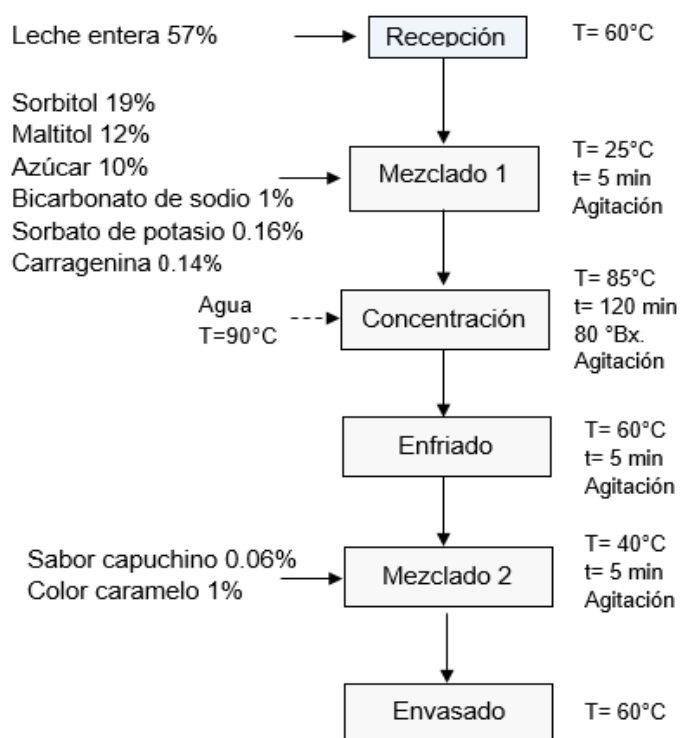 Leche entera 57%
Recepción
T= 60°C
Sorbitol 19%
Maltitol 12%
Azúcar 10%
Bicarbonato de sodio 1%
Sorbato de potasio 0.16%
Carragenina 0.14%
Mezclado 1
T= 25°C
t= 5 min
Agitación
Agua
T=90°C
Concentración
T= 85°C
t= 120 min
80 °Bx.
Agitación
Enfriado
T= 60°C
t= 5 min
Agitación
Sabor capuchino 0.06%
Color caramelo 1%
Mezclado 2
T= 40°C
t= 5 min
Agitación
Envasado
T= 60°C